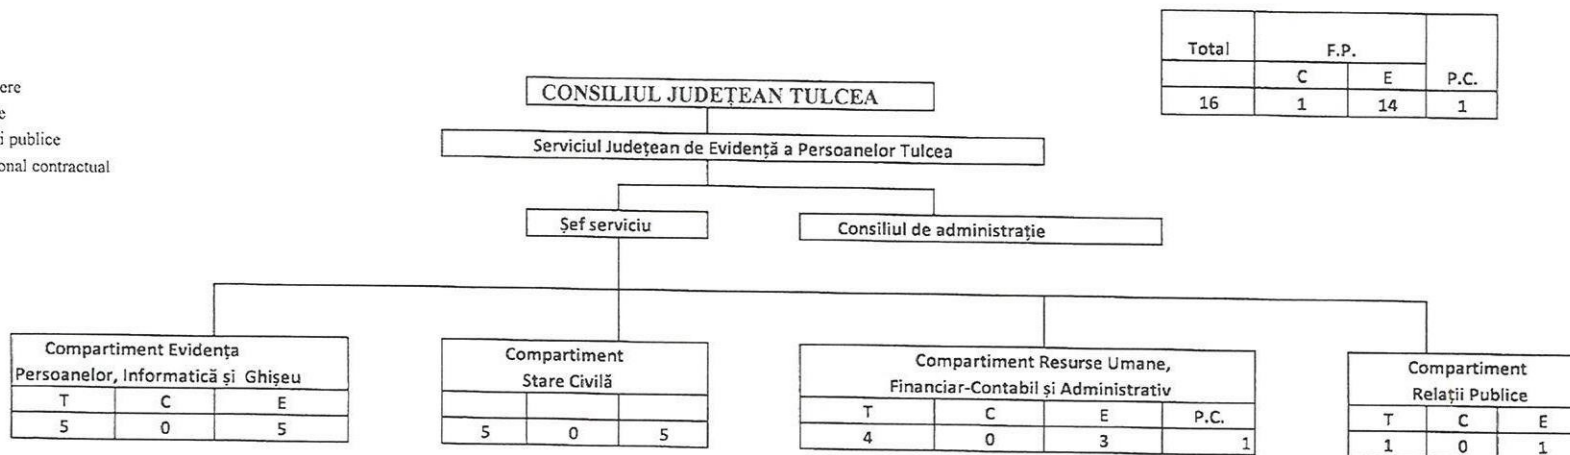 Total F.P.
C E P.C.
16 1 14 1
ere
e
i publice
onal contractual
CONSILIUL JUDEȚEAN TULCEA
Serviciul Județean de Evidență a Persoanelor Tulcea
Șef serviciu
Consiliul de administrație
Compartiment Evidența
Persoanelor, Informatică și Ghișeu
T C E
5 0 5
Compartiment
Stare Civilă
5 0 5
Compartiment Resurse Umane,
Financiar-Contabil și Administrativ
T C E P.C.
4 0 3 1
Compartiment
Relații Publice
T C E
1 0 1